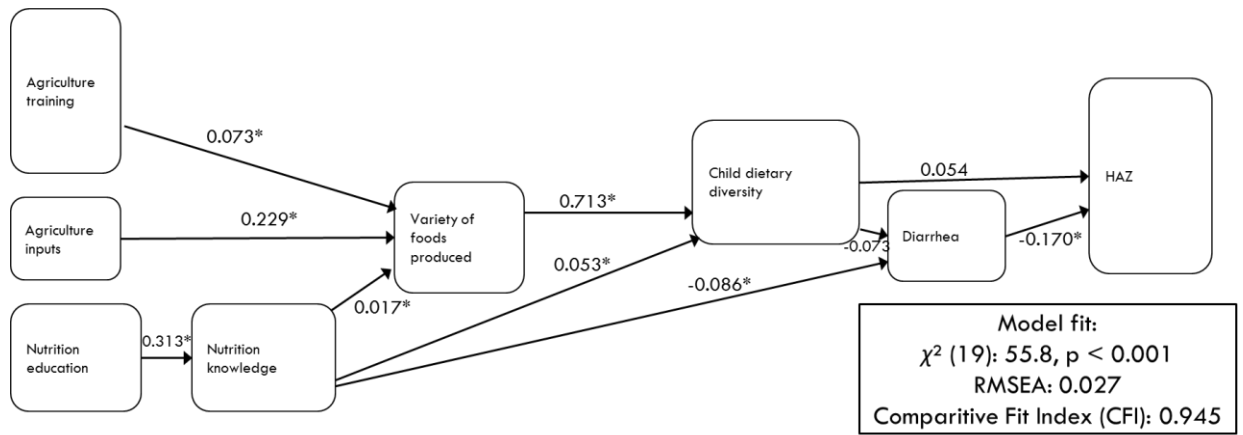 Agriculture
training
0.073*
Agriculture
inputs
0.229*
Nutrition
education
0.313*
Nutrition
knowledge
0.017*
Variety of
foods
produced
0.713*
0.053*
-0.086*
Child dietary
diversity
0.054
-0.073
Diarrhea
-0.170*
HAZ
Model fit:
χ² (19): 55.8, p < 0.001
RMSEA: 0.027
Comparitive Fit Index (CFI): 0.945